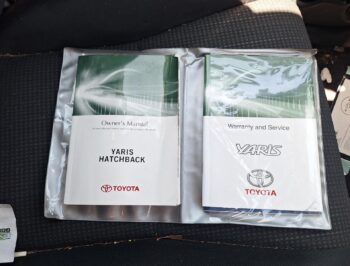 Owner's Manual
YARIS
HATCHBACK
TOYOTA
Warranty and Service
YARIS
TOYOTA